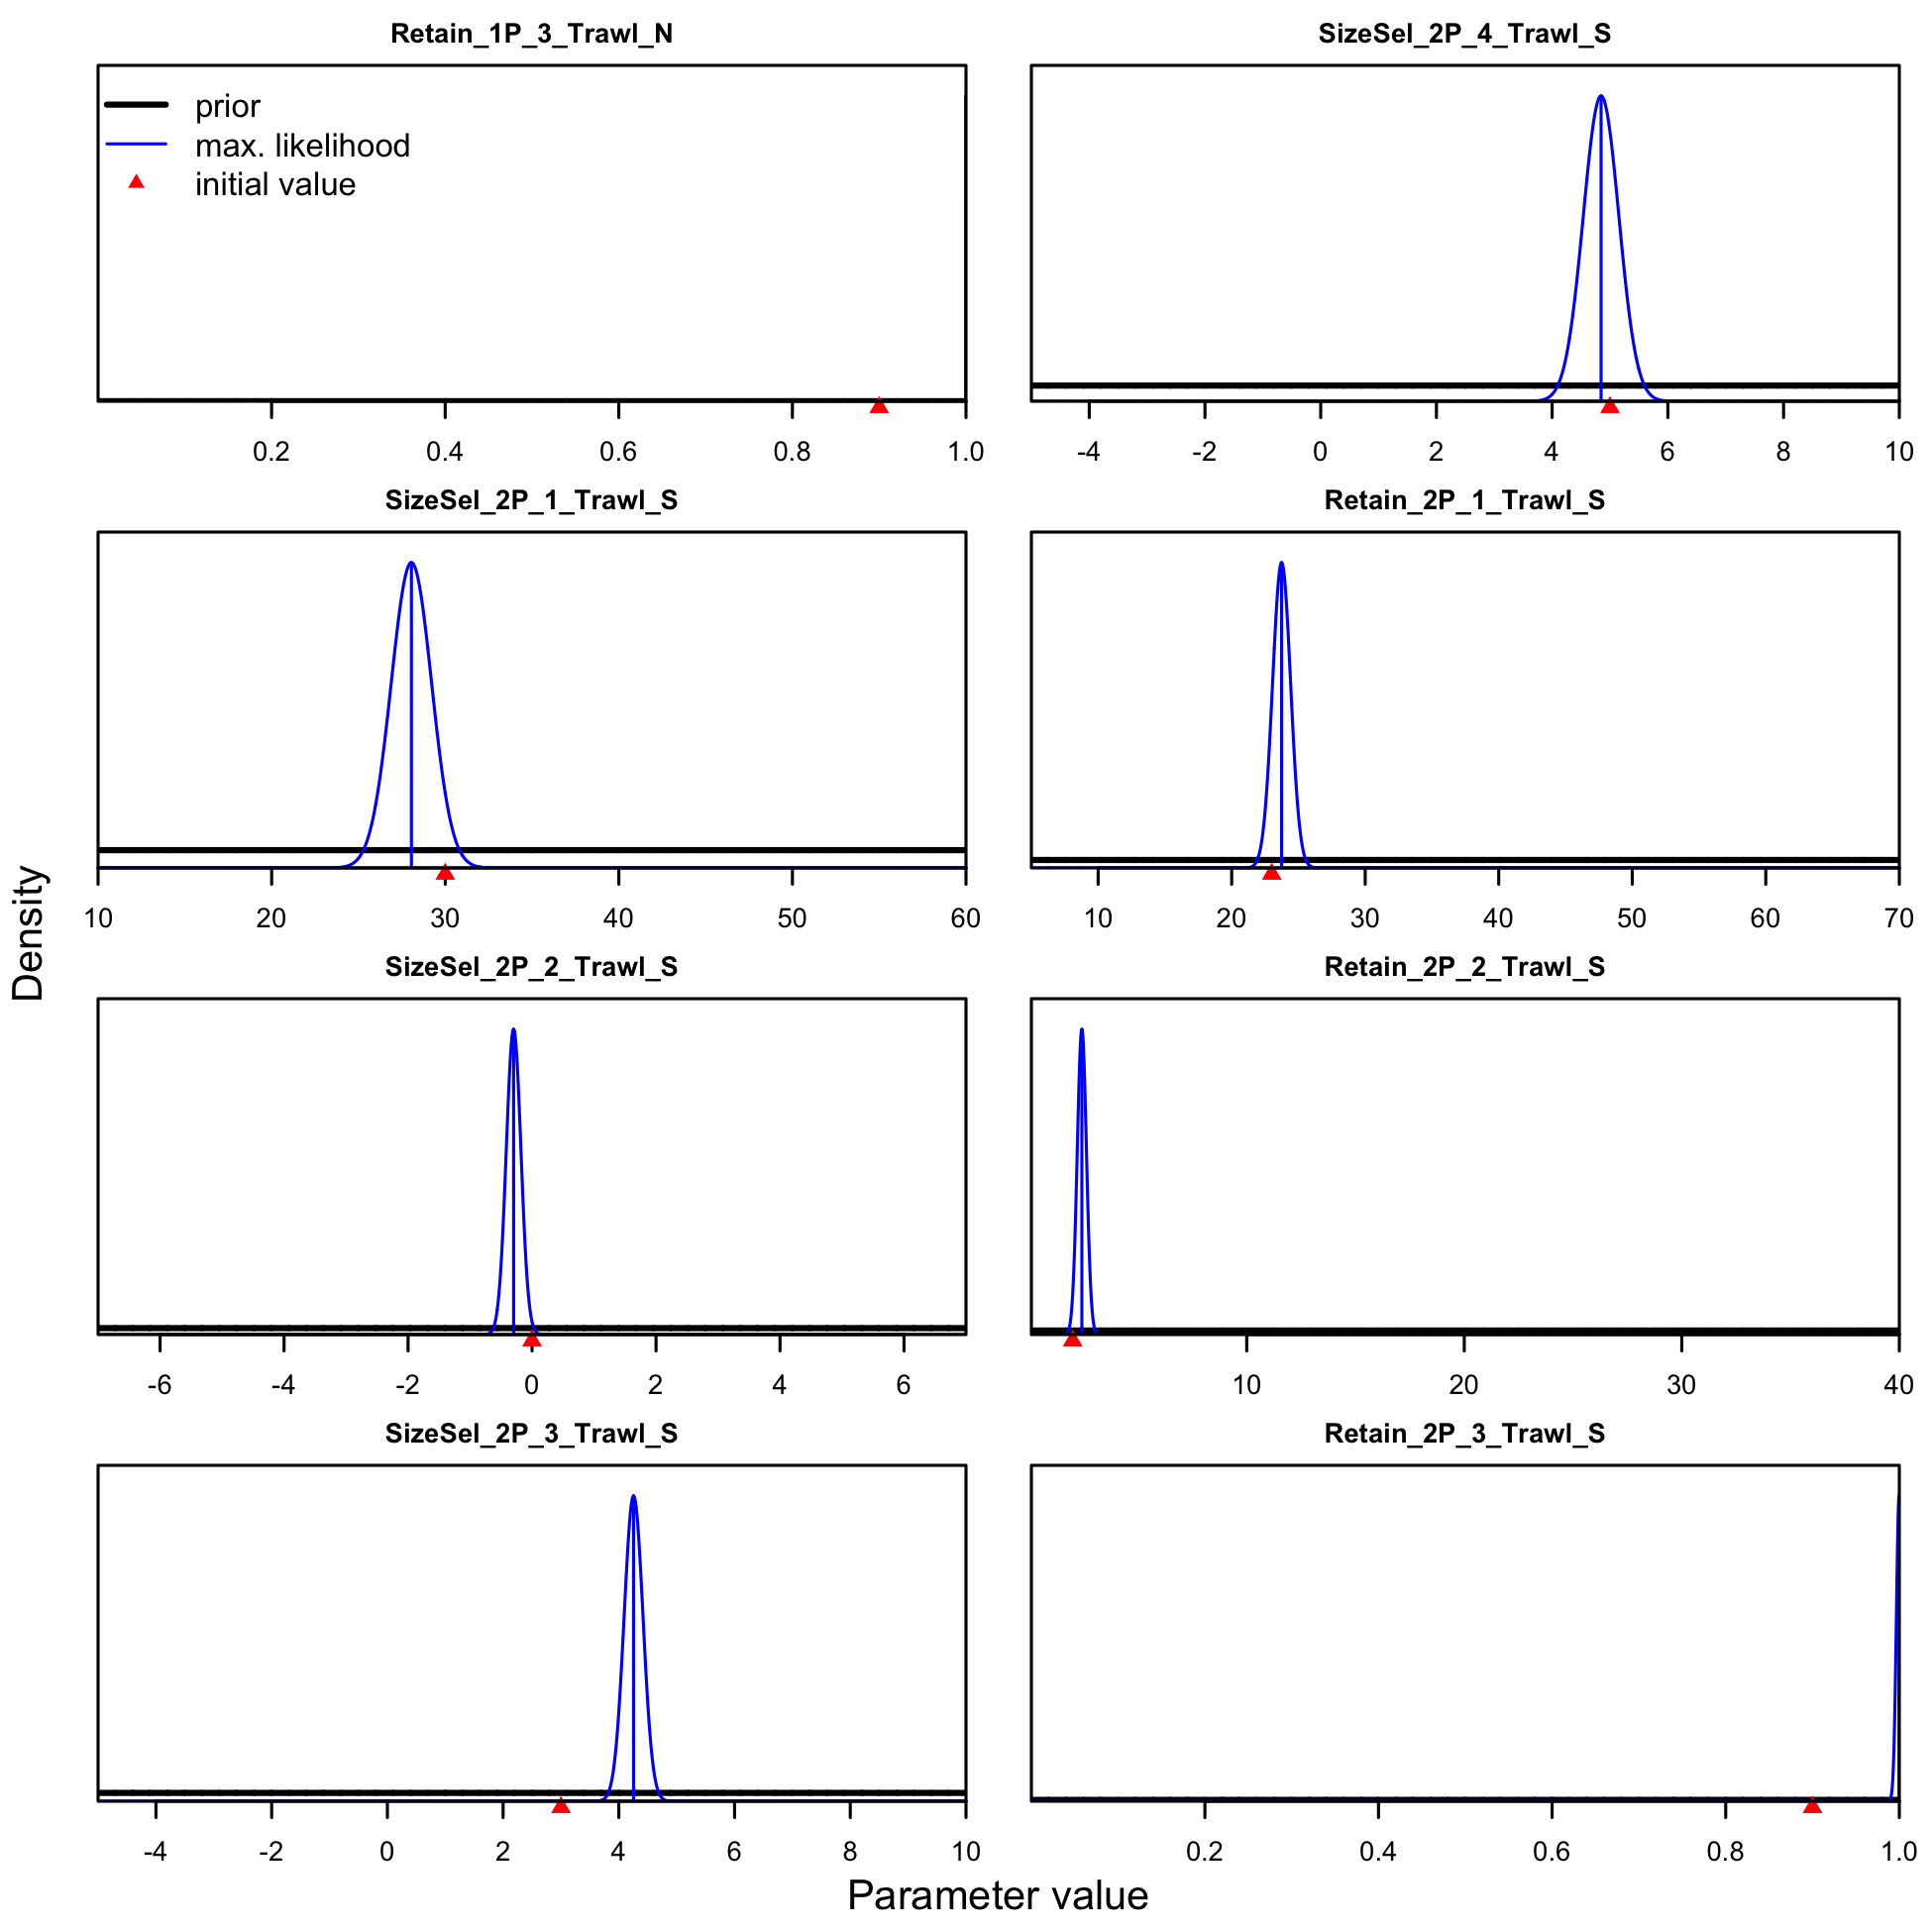 Retain_1P_3_Trawl_N
prior
max. likelihood
initial value
0.2 0.4 0.6 0.8 1.0
SizeSel_2P_4_Trawl_S
-4 -2 0 2 4 6 8 10
SizeSel_2P_1_Trawl_S
10 20 30 40 50 60
Retain_2P_1_Trawl_S
10 20 30 40 50 60 70
SizeSel_2P_2_Trawl_S
-6 -4 -2 0 2 4 6
Retain_2P_2_Trawl_S
10 20 30 40
SizeSel_2P_3_Trawl_S
-4 -2 0 2 4 6 8 10
Retain_2P_3_Trawl_S
0.2 0.4 0.6 0.8 1.0
Density
Parameter value